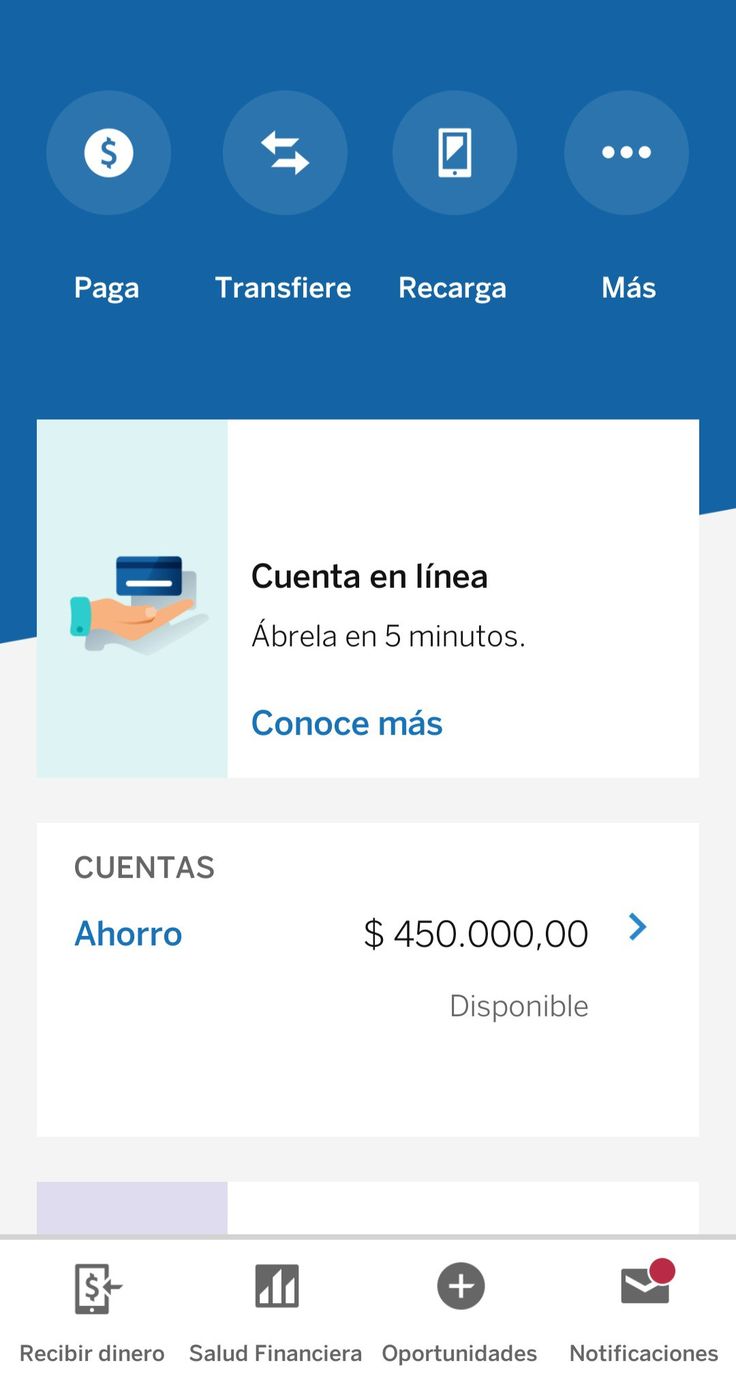 Paga Transfiere Recarga Más
Cuenta en línea
Ábrela en 5 minutos.
Conoce más
CUENTAS
Ahorro $ 450.000,00
Disponible
Recibir dinero Salud Financiera Oportunidades Notificaciones